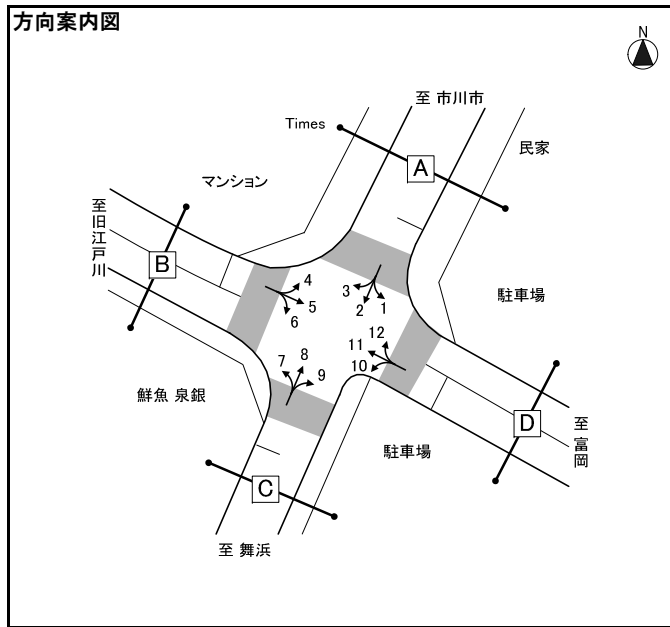 方向案内図
N
至 市川市
Times
民家
A
マンション
至旧江戸川
B
4
3
5
2
1
6
駐車場
12
11
10
7
8
9
鮮魚 泉銀
駐車場
D
至富岡
C
至 舞浜